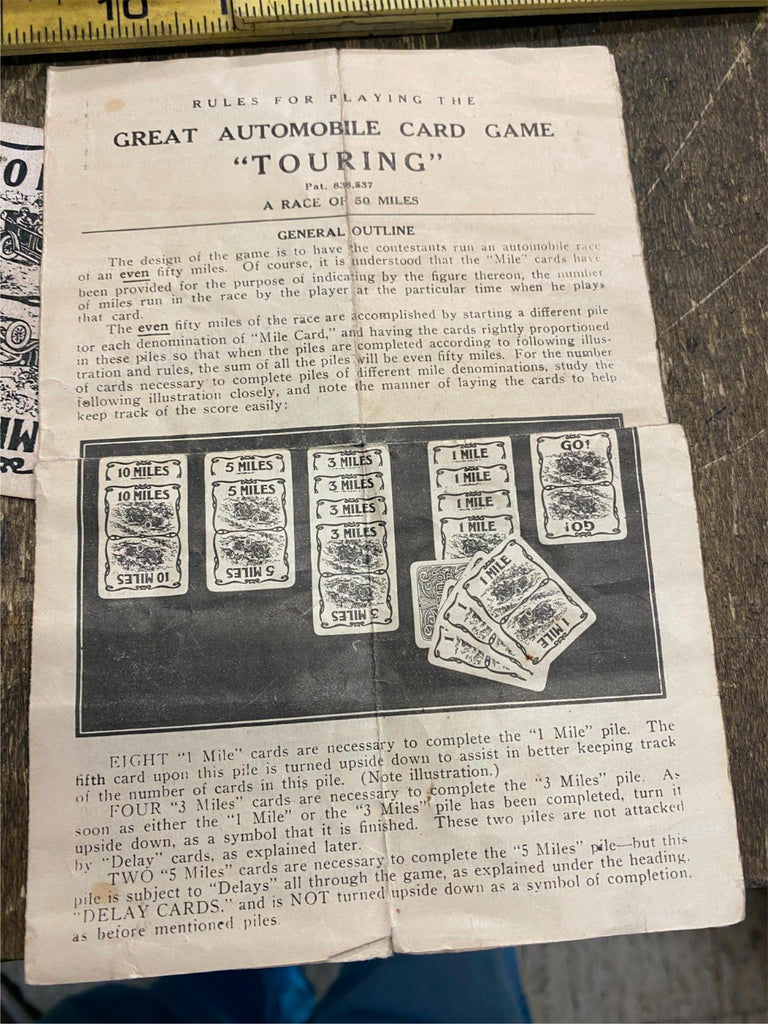 10
RULES FOR PLAYING THE
GREAT AUTOMOBILE CARD GAME
"TOURING"
Pat. 836,537
A RACE OF 50 MILES
GENERAL OUTLINE
The design of the game is to have the contestants run an automobile race
of an even fifty miles. Of course, it is understood that the "Mile" cards have
been provided for the purpose of indicating by the figure thereon, the number
of miles run in the race by the player at the particular time when he plays
that card.
The even fifty miles of the race are accomplished by starting a different pile
for each denomination of "Mile Card," and having the cards rightly proportioned
in these piles so that when the piles are completed according to following illus-
tration and rules, the sum of all the piles will be even fifty miles. For the number
of cards necessary to complete piles of different mile denominations, study the
following illustration closely, and note the manner of laying the cards to help
keep track of the score easily:
10 MILES
10 MILES
10 MILES
5 MILES
5 MILES
5 MILES
3 MILES
3 MILES
3 MILES
3 MILES
3 MILES
1 MILE
1 MILE
1 MILE
1 MILE
GO!
GO!
1 MILE
1 MILE
1
1
EIGHT "1 Mile" cards are necessary to complete the "1 Mile" pile. The
fifth card upon this pile is turned upside down to assist in better keeping track
of the number of cards in this pile. (Note illustration.)
FOUR "3 Miles" cards are necessary to complete the "3 Miles" pile. As
soon as either the "1 Mile" or the "3 Miles" pile has been completed, turn it
upside down, as a symbol that it is finished. These two piles are not attacked
by "Delay" cards, as explained later.
TWO "5 Miles" cards are necessary to complete the "5 Miles" pile—but this
pile is subject to "Delays" all through the game, as explained under the heading,
"DELAY CARDS," and is NOT turned upside down as a symbol of completion.
as before mentioned piles.